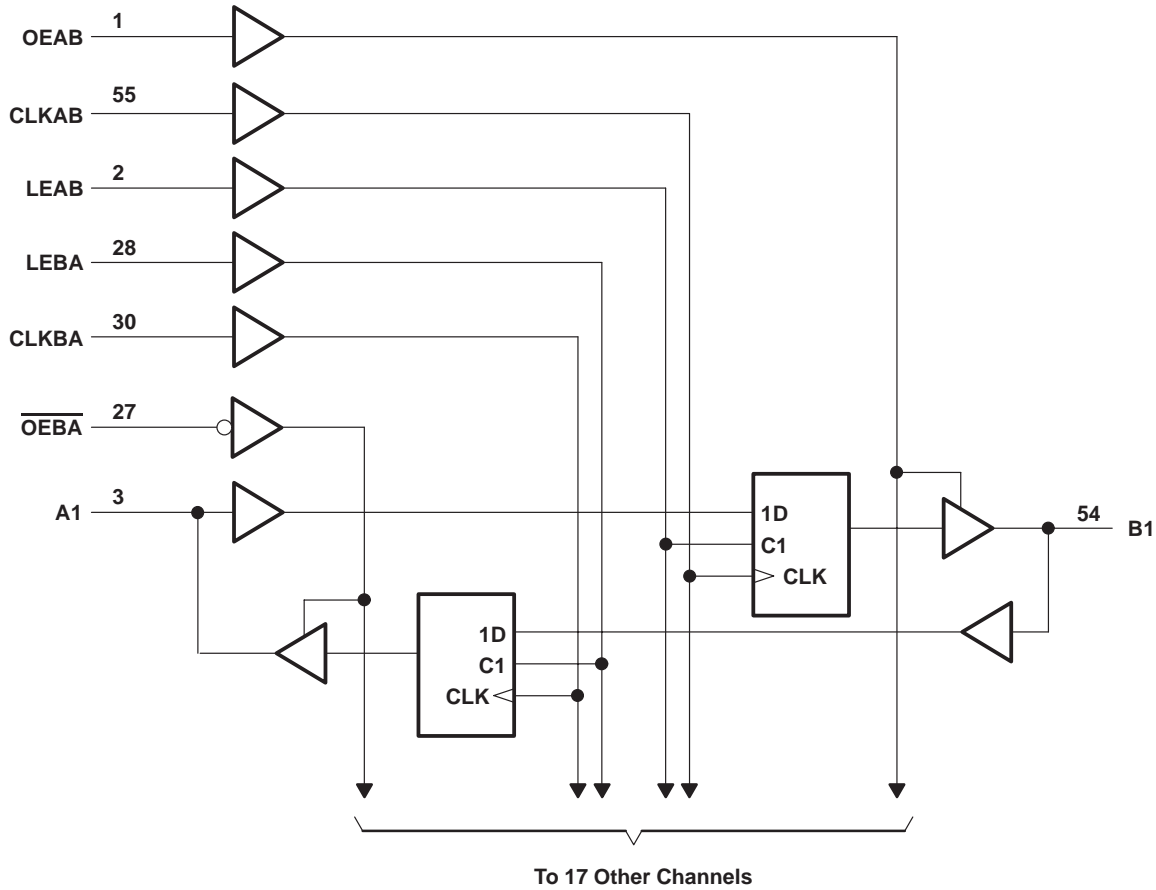 OEAB 1
CLKAB 55
LEAB 2
LEBA 28
CLKBA 30
OEBA 27
A1 3
1D
C1
CLK
54 B1
1D
C1
CLK
To 17 Other Channels